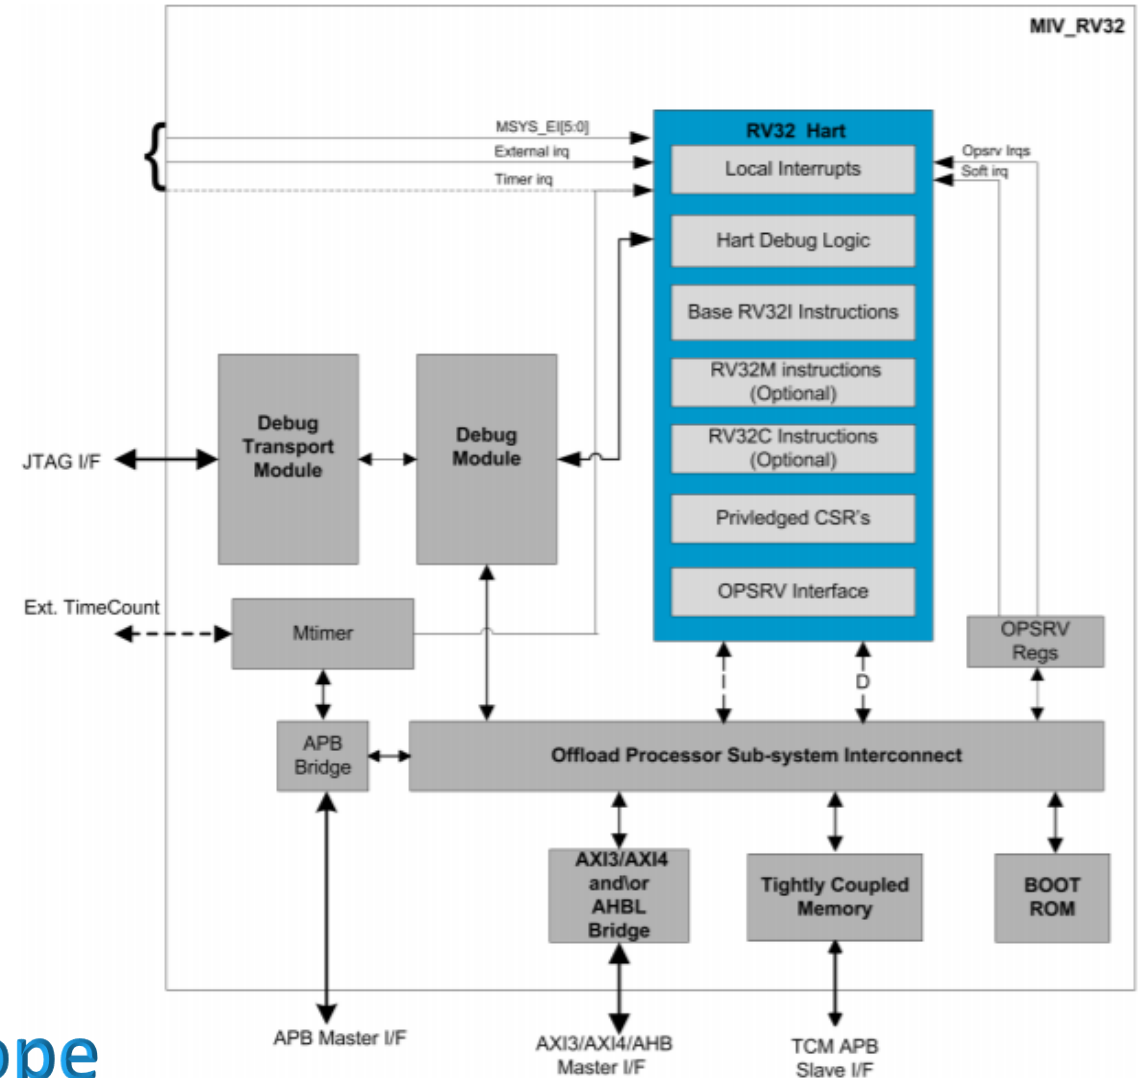 MIV_RV32
MSYS_EI[5:0]
External irq
Timer irq
RV32 Hart
Local Interrupts
Opsrv Irqs
Soft irq
Hart Debug Logic
Base RV32I Instructions
RV32M instructions
(Optional)
RV32C Instructions
(Optional)
Privledged CSR's
OPSRV Interface
JTAG I/F
Debug
Transport
Module
Debug
Module
Ext. TimeCount
Mtimer
OPSRV
Regs
I
D
APB
Bridge
Offload Processor Sub-system Interconnect
AXI3/AXI4
and\or
AHBL
Bridge
Tightly Coupled
Memory
BOOT
ROM
APB Master I/F
AXI3/AXI4/AHB
Master I/F
TCM APB
Slave I/F
ope